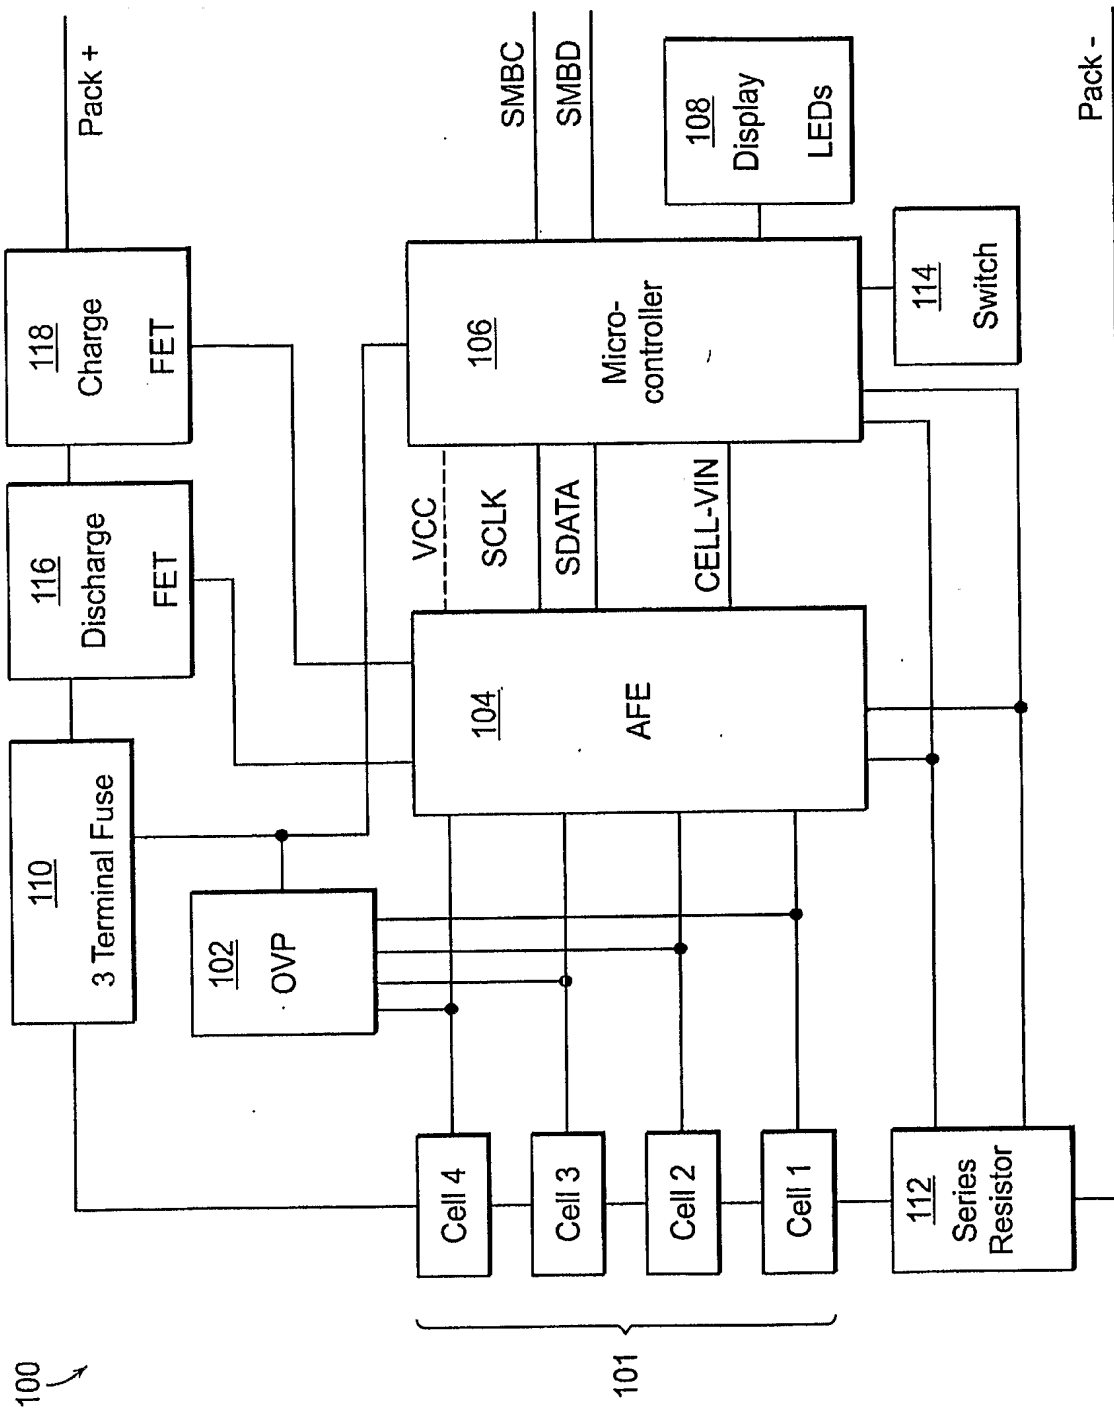 100
110
3 Terminal Fuse
116
Discharge
FET
118
Charge
FET
Pack +
102
OVP
101
Cell 4
Cell 3
Cell 2
Cell 1
104
AFE
VCC
SCLK
SDATA
CELL-VIN
106
Micro-
controller
SMBC
SMBD
108
Display
LEDs
112
Series
Resistor
114
Switch
Pack -